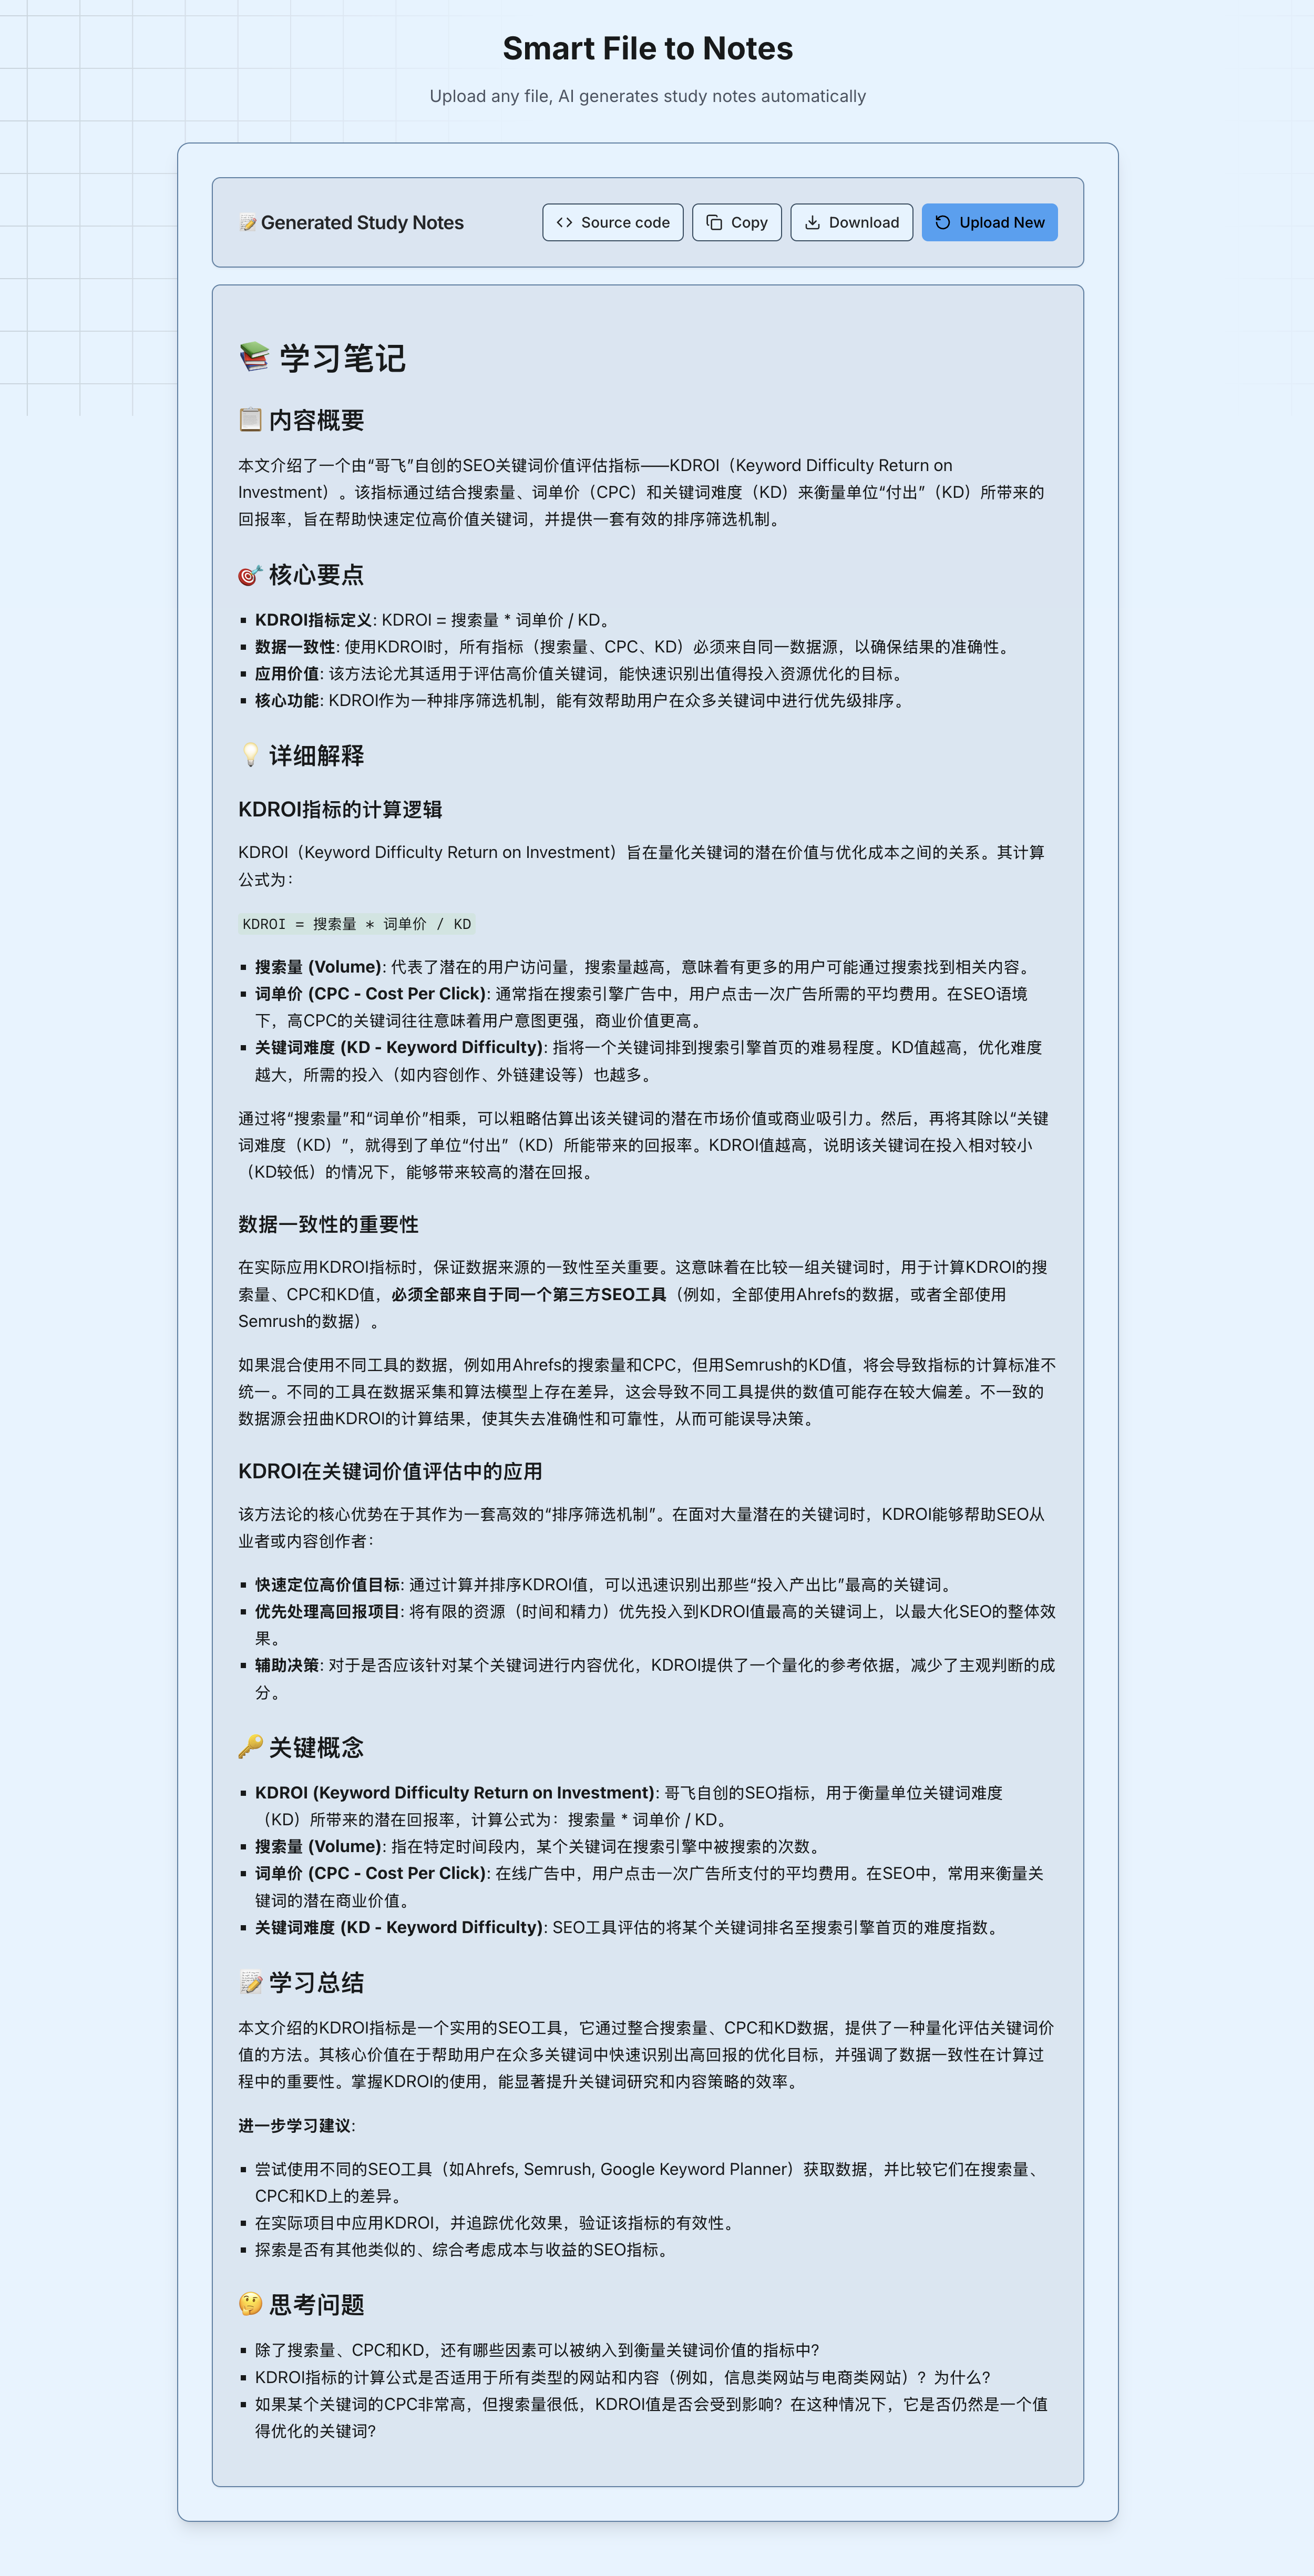 Smart File to Notes
Upload any file, AI generates study notes automatically
📝 Generated Study Notes
Source code
Copy
Download
Upload New
📚 学习笔记
📋 内容概要
本文介绍了一个由“哥飞”自创的SEO关键词价值评估指标——KDROI（Keyword Difficulty Return on
Investment）。该指标通过结合搜索量、词单价（CPC）和关键词难度（KD）来衡量单位“付出”（KD）所带来的
回报率，旨在帮助快速定位高价值关键词，并提供一套有效的排序筛选机制。
🎯 核心要点
▪ KDROI指标定义: KDROI = 搜索量 * 词单价 / KD。
▪ 数据一致性: 使用KDROI时，所有指标（搜索量、CPC、KD）必须来自同一数据源，以确保结果的准确性。
▪ 应用价值: 该方法论尤其适用于评估高价值关键词，能快速识别出值得投入资源优化的目标。
▪ 核心功能: KDROI作为一种排序筛选机制，能有效帮助用户在众多关键词中进行优先级排序。
💡 详细解释
KDROI指标的计算逻辑
KDROI（Keyword Difficulty Return on Investment）旨在量化关键词的潜在价值与优化成本之间的关系。其计算
公式为：
KDROI = 搜索量 * 词单价 / KD
▪ 搜索量 (Volume): 代表了潜在的用户访问量，搜索量越高，意味着有更多的用户可能通过搜索找到相关内容。
▪ 词单价 (CPC - Cost Per Click): 通常指在搜索引擎广告中，用户点击一次广告所需的平均费用。在SEO语境
下，高CPC的关键词往往意味着用户意图更强，商业价值更高。
▪ 关键词难度 (KD - Keyword Difficulty): 指将一个关键词排到搜索引擎首页的难易程度。KD值越高，优化难度
越大，所需的投入（如内容创作、外链建设等）也越多。
通过将“搜索量”和“词单价”相乘，可以粗略估算出该关键词的潜在市场价值或商业吸引力。然后，再将其除以“关键
词难度（KD）”，就得到了单位“付出”（KD）所能带来的回报率。KDROI值越高，说明该关键词在投入相对较小
（KD较低）的情况下，能够带来较高的潜在回报。
数据一致性的重要性
在实际应用KDROI指标时，保证数据来源的一致性至关重要。这意味着在比较一组关键词时，用于计算KDROI的搜
索量、CPC和KD值，必须全部来自于同一个第三方SEO工具（例如，全部使用Ahrefs的数据，或者全部使用
Semrush的数据）。
如果混合使用不同工具的数据，例如用Ahrefs的搜索量和CPC，但用Semrush的KD值，将会导致指标的计算标准不
统一。不同的工具在数据采集和算法模型上存在差异，这会导致不同工具提供的数值可能存在较大偏差。不一致的
数据源会扭曲KDROI的计算结果，使其失去准确性和可靠性，从而可能误导决策。
KDROI在关键词价值评估中的应用
该方法论的核心优势在于其作为一套高效的“排序筛选机制”。在面对大量潜在的关键词时，KDROI能够帮助SEO从
业者或内容创作者：
▪ 快速定位高价值目标: 通过计算并排序KDROI值，可以迅速识别出那些“投入产出比”最高的关键词。
▪ 优先处理高回报项目: 将有限的资源（时间和精力）优先投入到KDROI值最高的关键词上，以最大化SEO的整体效
果。
▪ 辅助决策: 对于是否应该针对某个关键词进行内容优化，KDROI提供了一个量化的参考依据，减少了主观判断的成
分。
🔑 关键概念
▪ KDROI (Keyword Difficulty Return on Investment): 哥飞自创的SEO指标，用于衡量单位关键词难度
（KD）所带来的潜在回报率，计算公式为：搜索量 * 词单价 / KD。
▪ 搜索量 (Volume): 指在特定时间段内，某个关键词在搜索引擎中被搜索的次数。
▪ 词单价 (CPC - Cost Per Click): 在线广告中，用户点击一次广告所支付的平均费用。在SEO中，常用来衡量关
键词的潜在商业价值。
▪ 关键词难度 (KD - Keyword Difficulty): SEO工具评估的将某个关键词排名至搜索引擎首页的难度指数。
📝 学习总结
本文介绍的KDROI指标是一个实用的SEO工具，它通过整合搜索量、CPC和KD数据，提供了一种量化评估关键词价
值的方法。其核心价值在于帮助用户在众多关键词中快速识别出高回报的优化目标，并强调了数据一致性在计算过
程中的重要性。掌握KDROI的使用，能显著提升关键词研究和内容策略的效率。
进一步学习建议:
▪ 尝试使用不同的SEO工具（如Ahrefs, Semrush, Google Keyword Planner）获取数据，并比较它们在搜索量、
CPC和KD上的差异。
▪ 在实际项目中应用KDROI，并追踪优化效果，验证该指标的有效性。
▪ 探索是否有其他类似的、综合考虑成本与收益的SEO指标。
🤔 思考问题
▪ 除了搜索量、CPC和KD，还有哪些因素可以被纳入到衡量关键词价值的指标中？
▪ KDROI指标的计算公式是否适用于所有类型的网站和内容（例如，信息类网站与电商类网站）？为什么？
▪ 如果某个关键词的CPC非常高，但搜索量很低，KDROI值是否会受到影响？在这种情况下，它是否仍然是一个值
得优化的关键词？